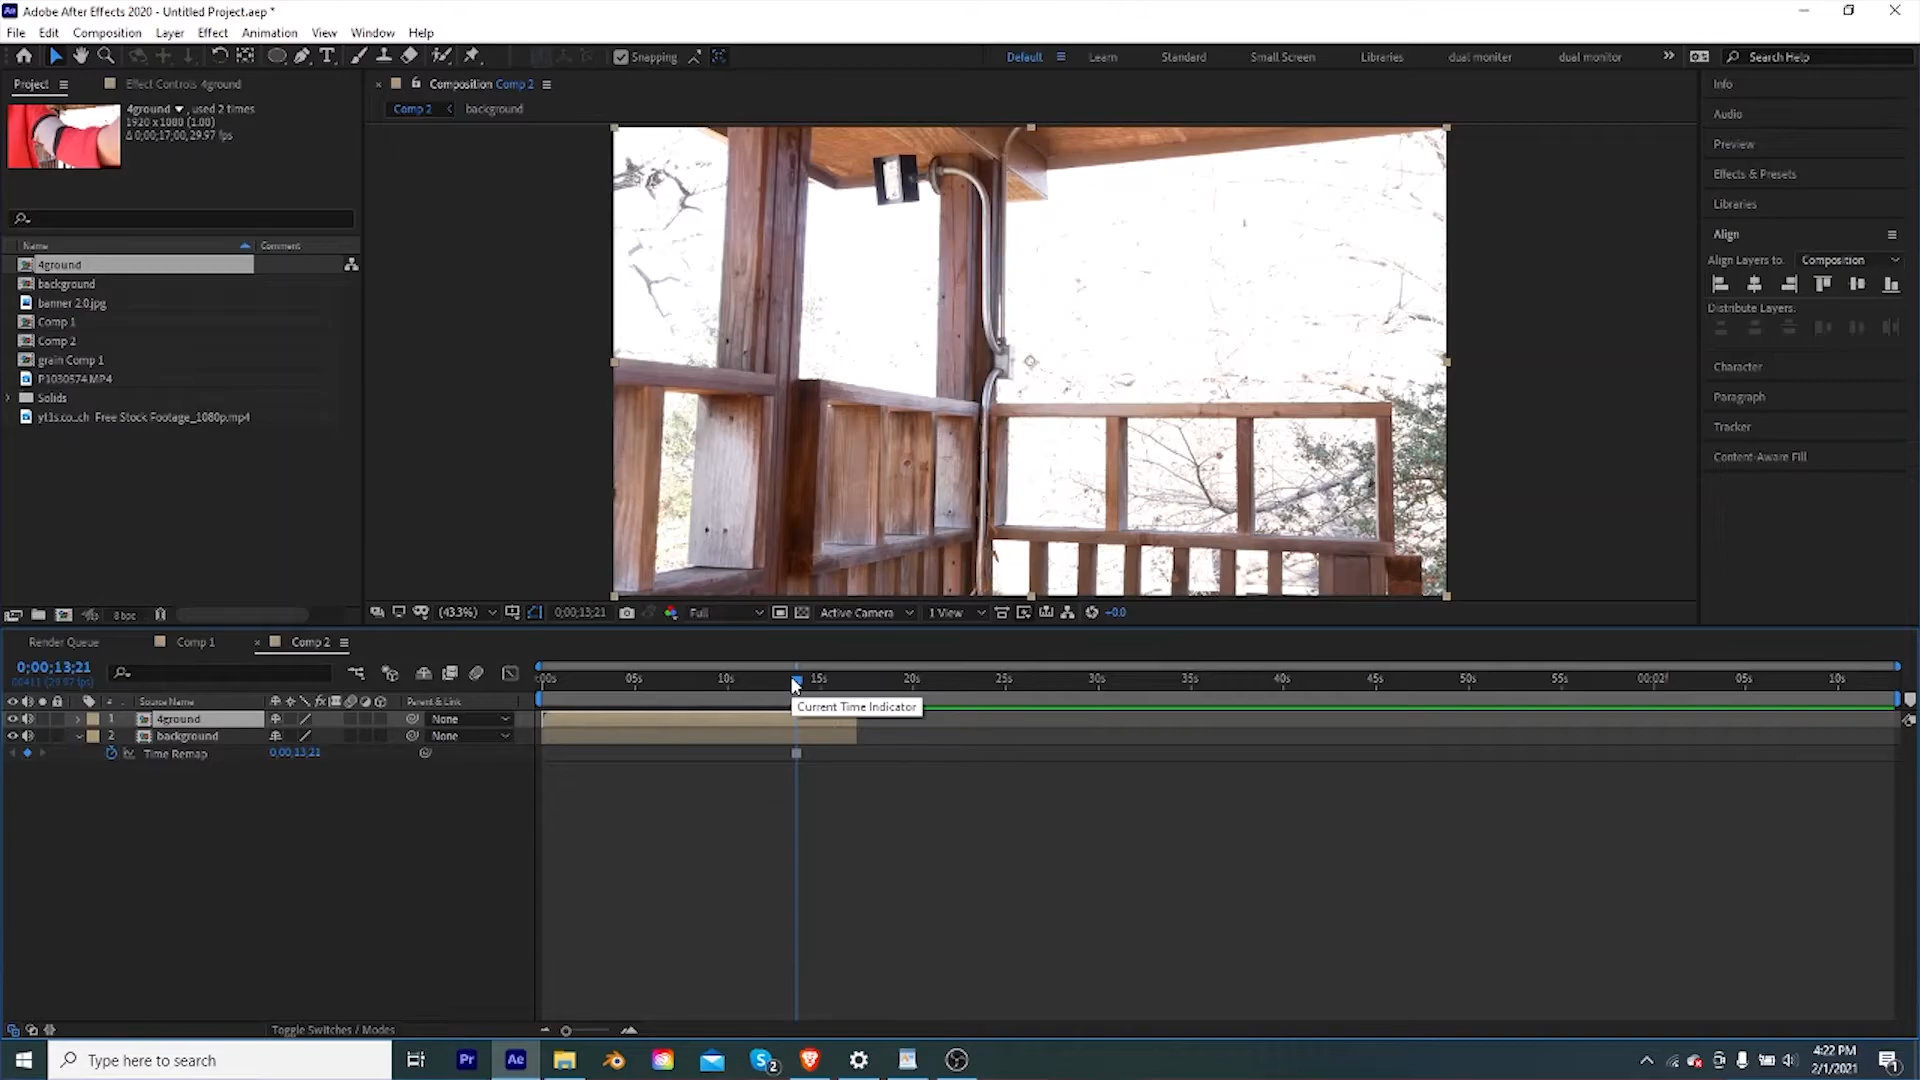 Adobe After Effects 2020 - Untitled Project.aep *
File Edit Composition Layer Effect Animation View Window Help
Snapping
Default Learn Standard Small Screen Libraries dual moniter dual monitor Search Help
Project Effect Controls 4ground
Composition Comp 2
Comp 2 background
4ground , used 2 times
1920 x 1080 (1.00)
Δ 0;00;17;00, 29.97 fps
Name Comment
4ground
background
banner 2.0.jpg
Comp 1
Comp 2
grain Comp 1
P1030574.MP4
Solids
yt1s.co...ch Free Stock Footage_1080p.mp4
8 bpc
(43.3%) 0;00;13;21 Full Active Camera 1 View +0.0
Info
Audio
Preview
Effects & Presets
Libraries
Align
Align Layers to: Composition
Distribute Layers:
Character
Paragraph
Tracker
Content-Aware Fill
Render Queue Comp 1 Comp 2
0;00;13;21
00411 (29.97 fps)
:00s 05s 10s 15s 20s 25s 30s 35s 40s 45s 50s 55s 00:02f 05s 10s
# Source Name Parent & Link
Current Time Indicator
1 4ground None
2 background None
Time Remap 0;00;13;21
Toggle Switches / Modes
Type here to search
Pr Ae
2
4:22 PM
2/1/2021
1